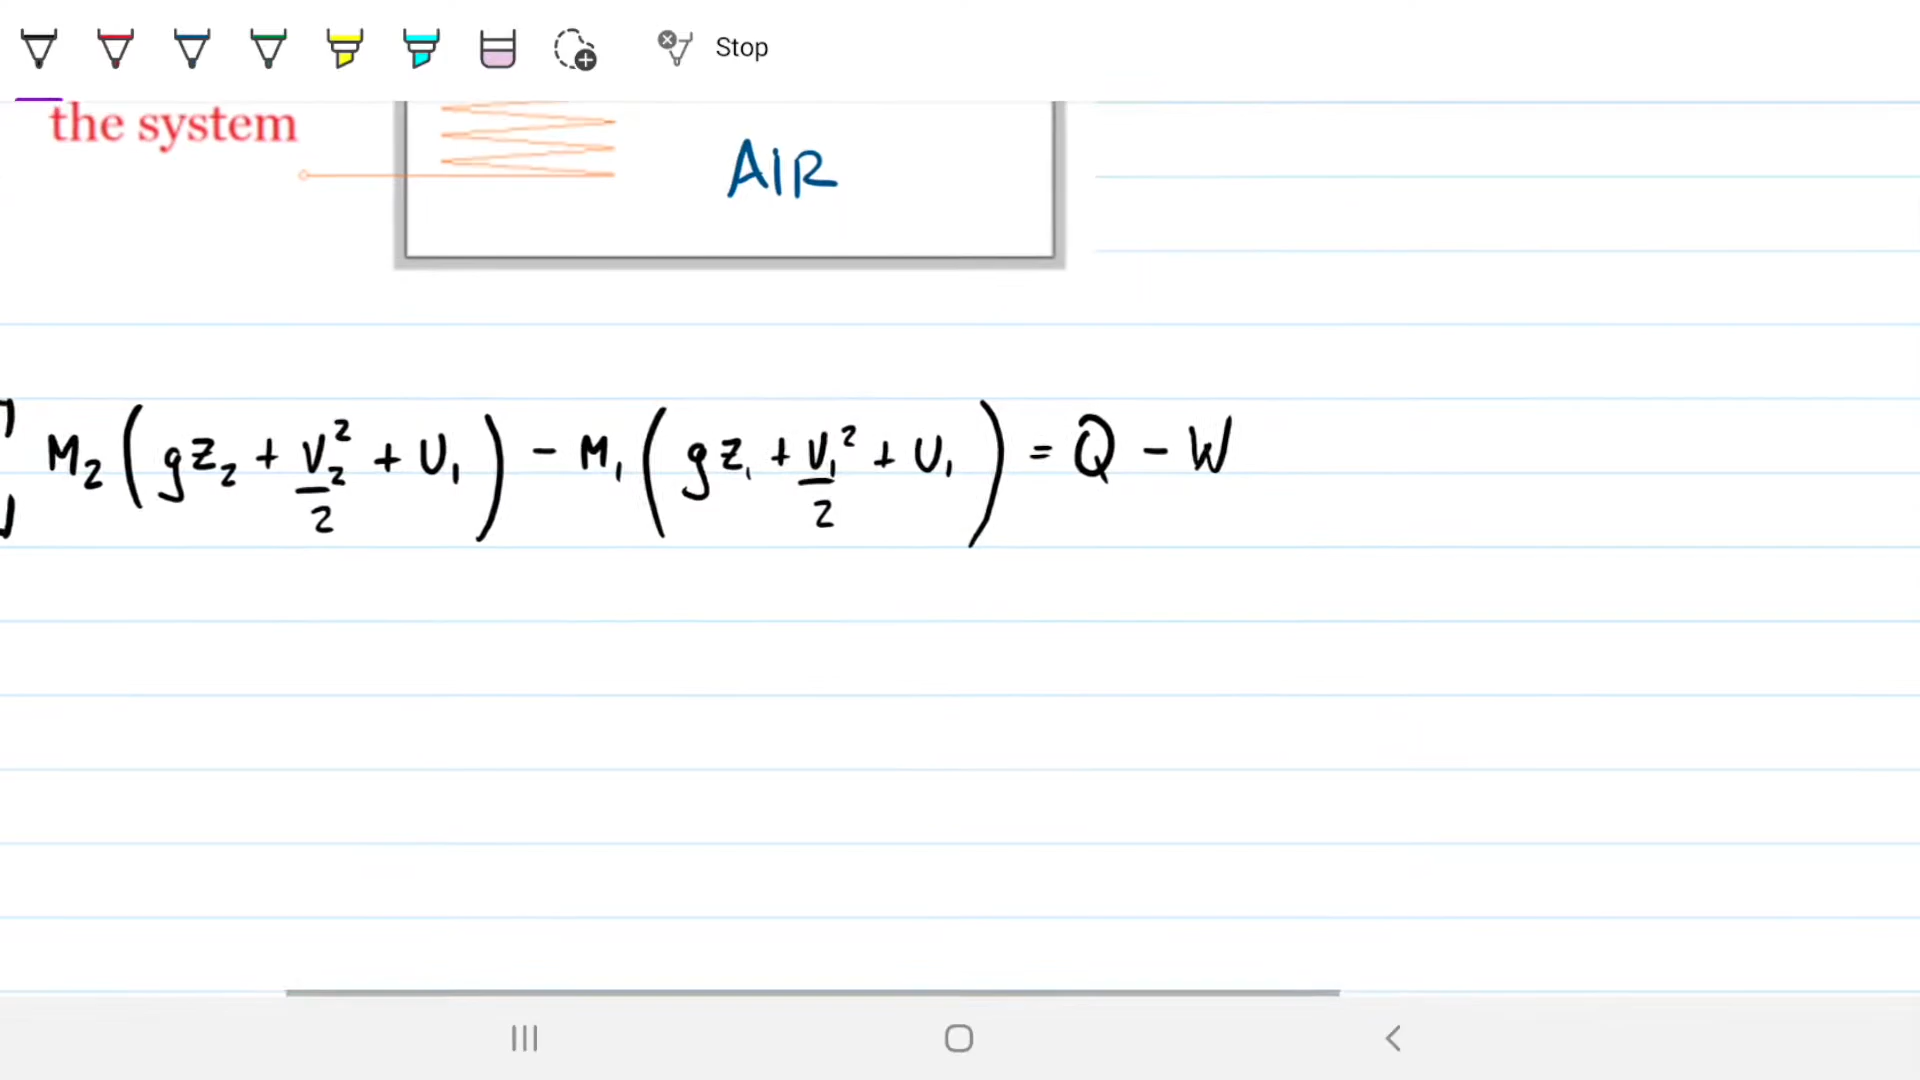 Stop
the system
AIR
M₂(gz₂ + V₂²/2 + U₁) - M₁(gz₁ + V₁²/2 + U₁) = Q - W